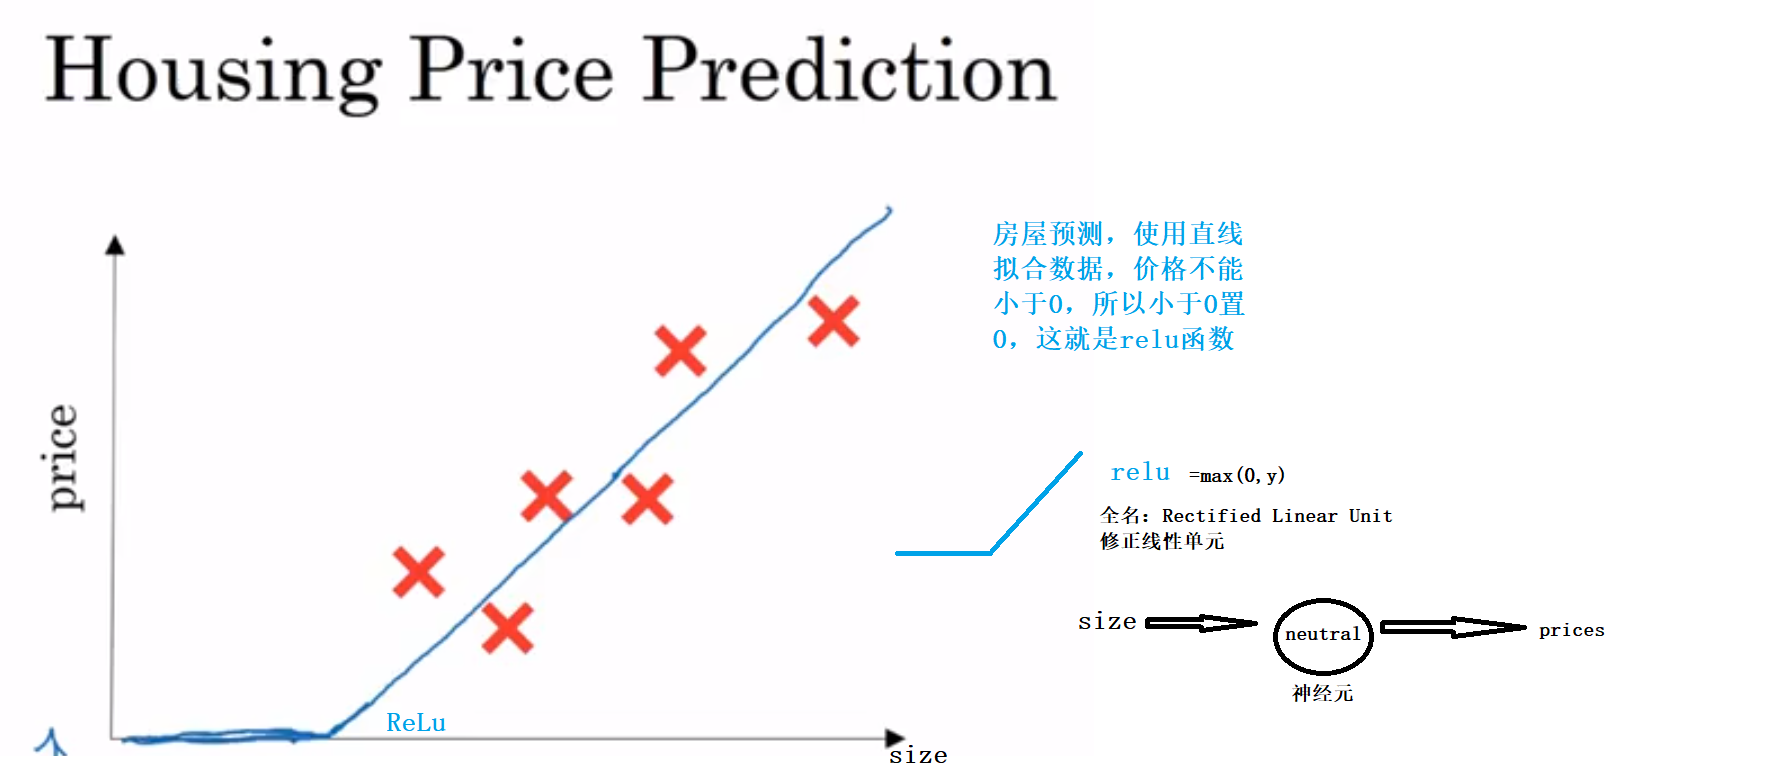 Housing Price Prediction
房屋预测，使用直线
拟合数据，价格不能
小于0，所以小于0置
0，这就是relu函数
price
relu =max(0,y)
全名：Rectified Linear Unit
修正线性单元
size
neutral
prices
神经元
ReLu
size